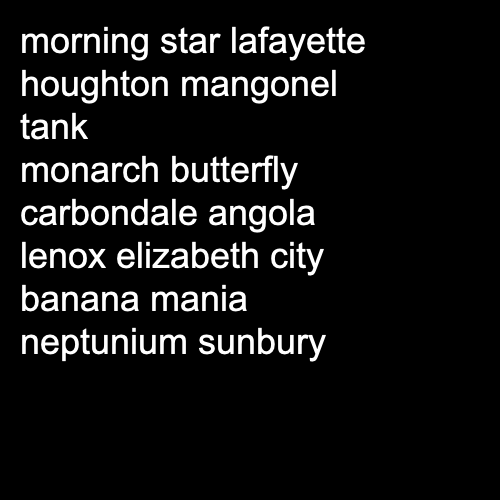 morning star lafayette
houghton mangonel
tank
monarch butterfly
carbondale angola
lenox elizabeth city
banana mania
neptunium sunbury